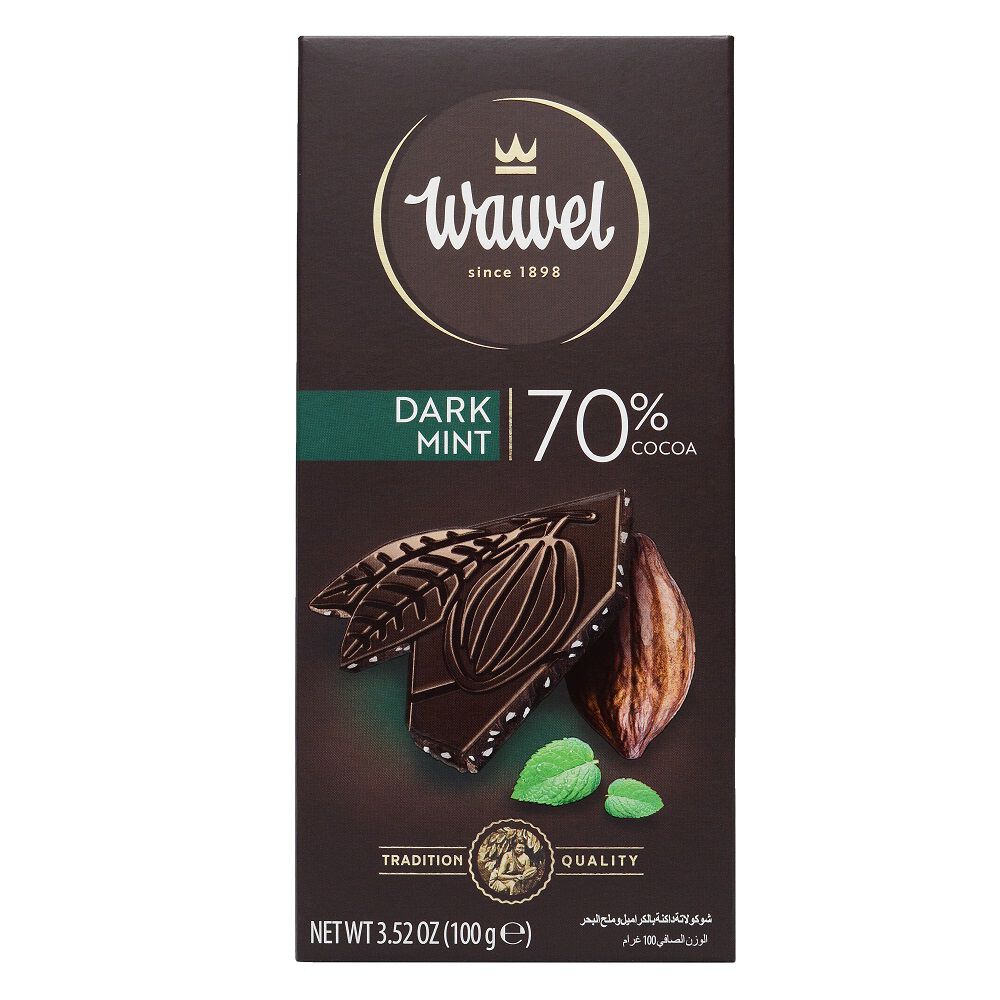 Wawel
since 1898
DARK
MINT
70%
COCOA
TRADITION QUALITY
NET WT 3.52 OZ (100 g ℮)
شوكولاتة داكنة بالكراميل وملح البحر
الوزن الصافي 100 غرام